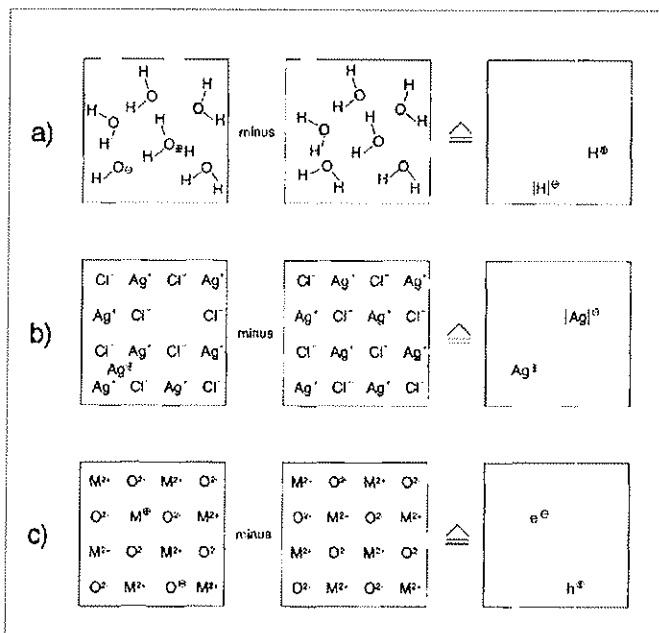 a)
H
O H
H H O H
O H
H O⊕ H
H
O⊖ O
H H H
minus
H
O H
H H O H
O H
H O
H
O O
H H H H
≙
H⊕
|H|⊖
b)
Cl⁻ Ag⁺ Cl⁻ Ag⁺
Ag⁺ Cl⁻ Cl⁻
Cl⁻ Ag⁺ Cl⁻ Ag⁺
Ag⁺
Ag⁺ Cl⁻ Ag⁺ Cl⁻
minus
Cl⁻ Ag⁺ Cl⁻ Ag⁺
Ag⁺ Cl⁻ Ag⁺ Cl⁻
Cl⁻ Ag⁺ Cl⁻ Ag⁺
Ag⁺ Cl⁻ Ag⁺ Cl⁻
≙
|Ag|⊖
Ag⊕
c)
M²⁺ O²⁻ M²⁺ O²⁻
O²⁻ M⊕ O²⁻ M²⁺
M²⁺ O²⁻ M²⁺ O²⁻
O²⁻ M²⁺ O⊖ M²⁺
minus
M²⁺ O²⁻ M²⁺ O²⁻
O²⁻ M²⁺ O²⁻ M²⁺
M²⁺ O²⁻ M²⁺ O²⁻
O²⁻ M²⁺ O²⁻ M²⁺
≙
e⊖
h⊕